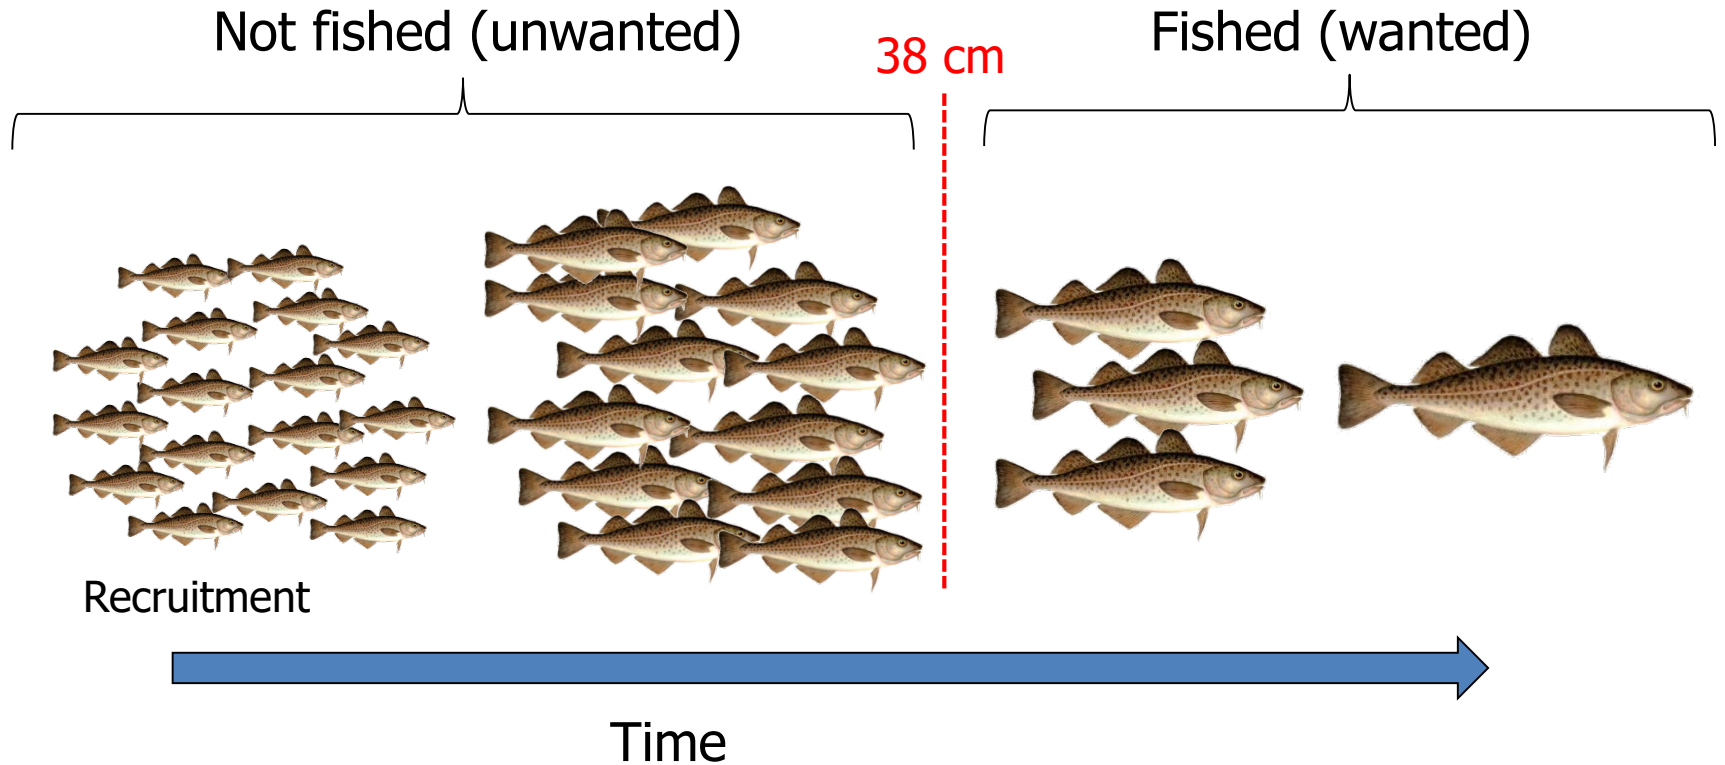 Not fished (unwanted)
38 cm
Fished (wanted)
Recruitment
Time